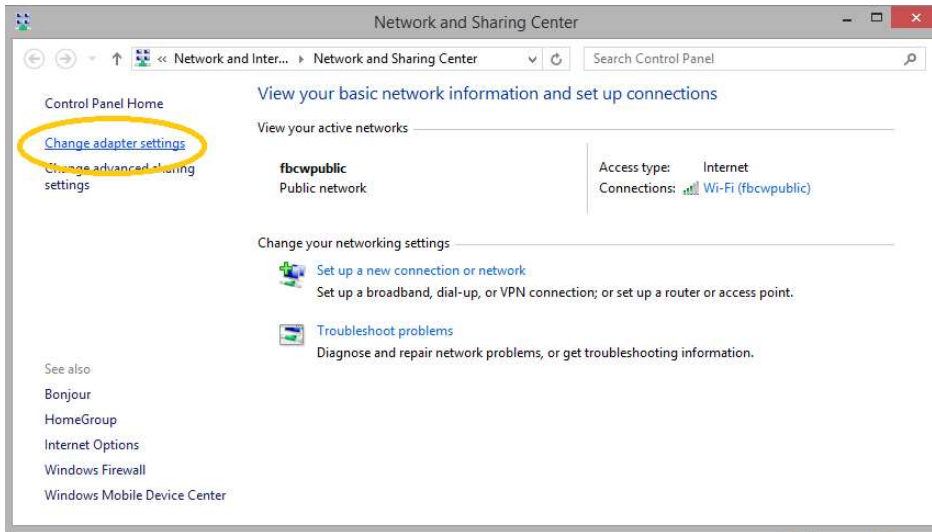 Network and Sharing Center
« Network and Inter... ▸ Network and Sharing Center
Search Control Panel
Control Panel Home
Change adapter settings
Change advanced sharing
settings
View your basic network information and set up connections
View your active networks
fbcwpublic
Public network
Access type: Internet
Connections: Wi-Fi (fbcwpublic)
Change your networking settings
Set up a new connection or network
Set up a broadband, dial-up, or VPN connection; or set up a router or access point.
Troubleshoot problems
Diagnose and repair network problems, or get troubleshooting information.
See also
Bonjour
HomeGroup
Internet Options
Windows Firewall
Windows Mobile Device Center